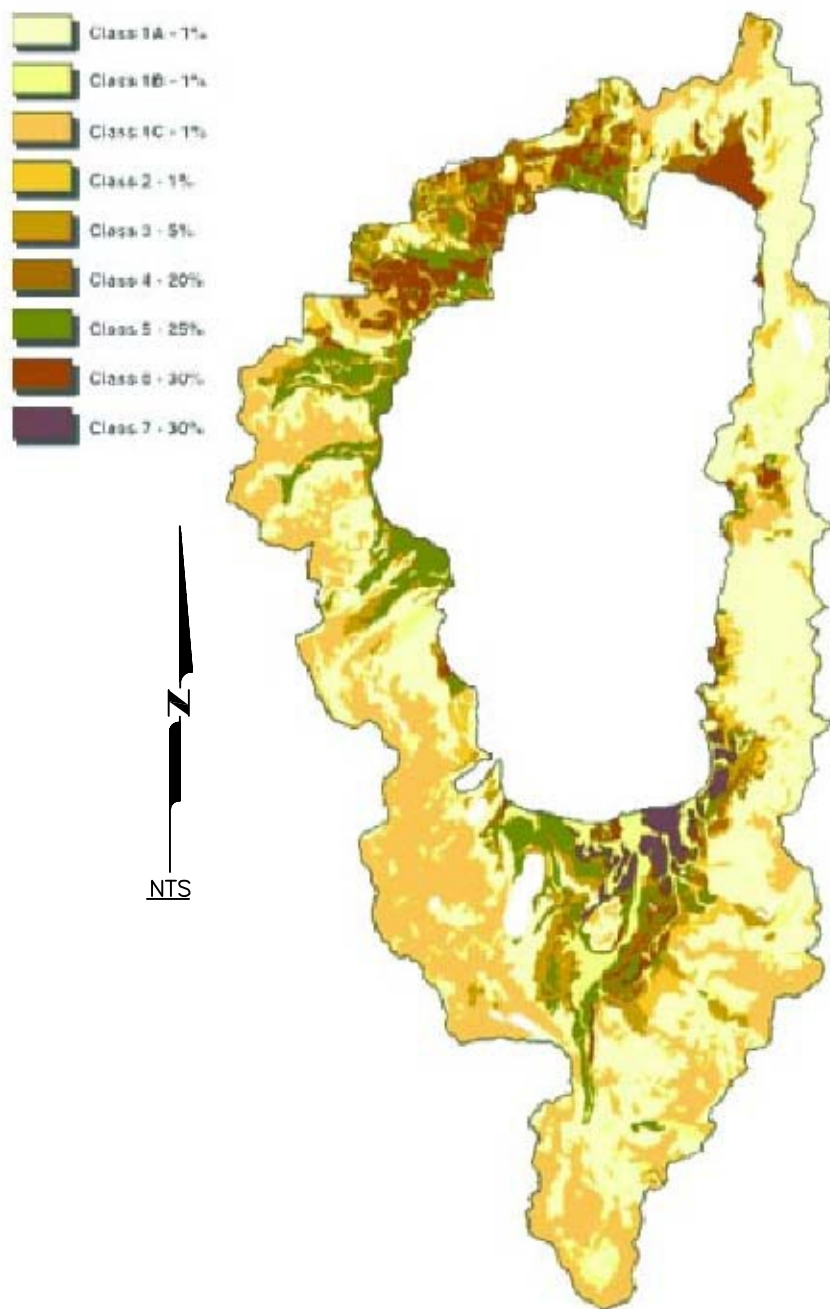 Class 1A - 1%
Class 1B - 1%
Class 1C - 1%
Class 2 - 1%
Class 3 - 5%
Class 4 - 20%
Class 5 - 25%
Class 6 - 30%
Class 7 - 30%
N
NTS